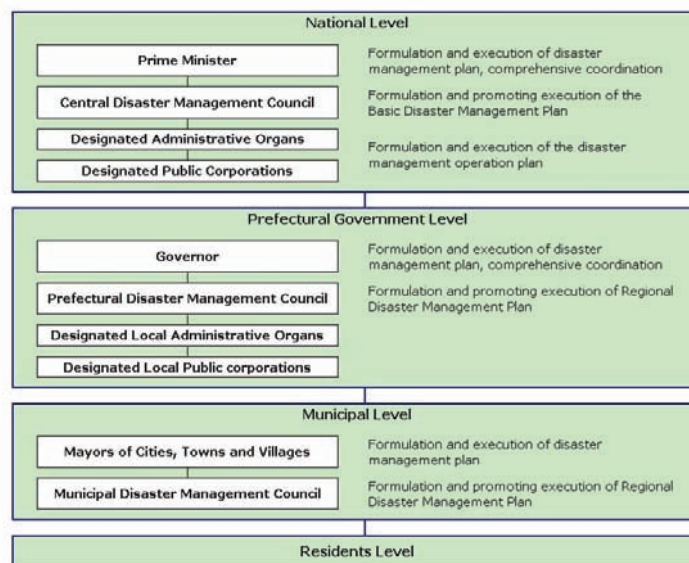 National Level
Prime Minister
Formulation and execution of disaster
management plan, comprehensive coordination
Central Disaster Management Council
Formulation and promoting execution of the
Basic Disaster Management Plan
Designated Administrative Organs
Designated Public Corporations
Formulation and execution of the disaster
management operation plan
Prefectural Government Level
Governor
Formulation and execution of disaster
management plan, comprehensive coordination
Prefectural Disaster Management Council
Formulation and promoting execution of Regional
Disaster Management Plan
Designated Local Administrative Organs
Designated Local Public corporations
Municipal Level
Mayors of Cities, Towns and Villages
Formulation and execution of disaster
management plan
Municipal Disaster Management Council
Formulation and promoting execution of Regional
Disaster Management Plan
Residents Level